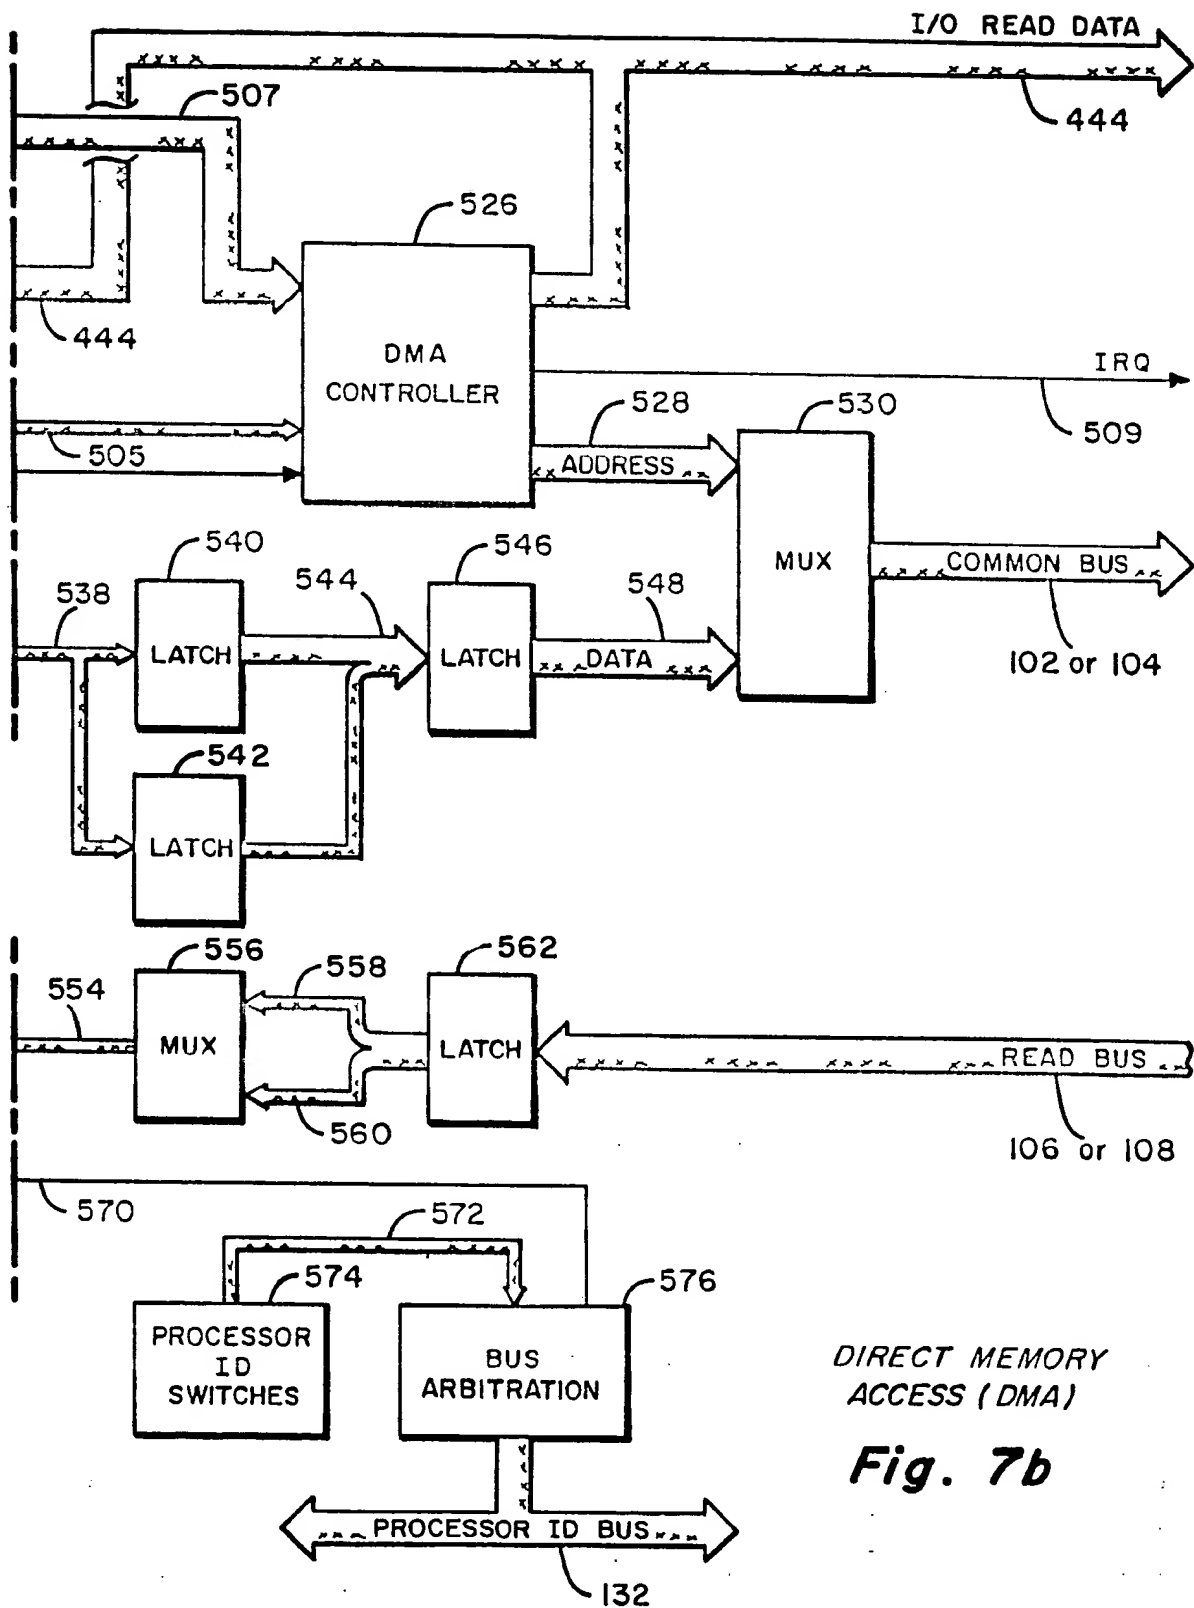 I/O READ DATA
507
444
526
444
DMA
CONTROLLER
IRQ
528
530
509
505
ADDRESS
540
546
MUX
COMMON BUS
538
544
548
LATCH
LATCH
DATA
102 or 104
542
LATCH
556
562
554
558
MUX
LATCH
READ BUS
560
106 or 108
570
572
574
576
PROCESSOR
ID
SWITCHES
BUS
ARBITRATION
DIRECT MEMORY
ACCESS (DMA)
Fig. 7b
PROCESSOR ID BUS
132